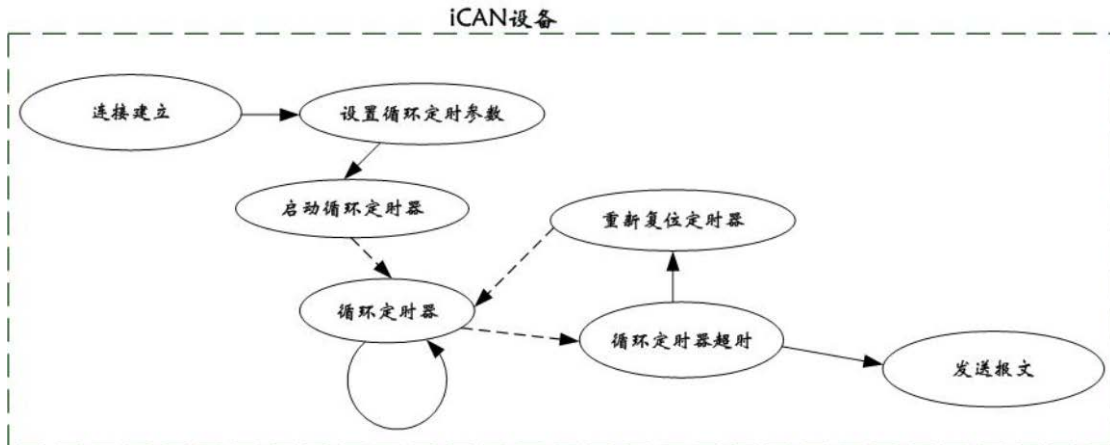 iCAN设备
连接建立
设置循环定时参数
启动循环定时器
重新复位定时器
循环定时器
循环定时器超时
发送报文